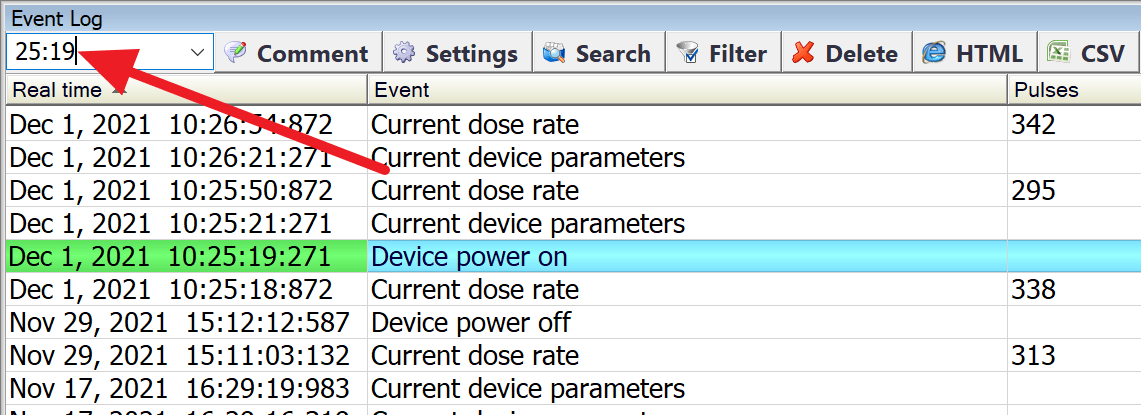 Event Log
25:19 Comment Settings Search Filter Delete HTML CSV
Real time Event Pulses
Dec 1, 2021 10:26:54:872 Current dose rate 342
Dec 1, 2021 10:26:21:271 Current device parameters
Dec 1, 2021 10:25:50:872 Current dose rate 295
Dec 1, 2021 10:25:21:271 Current device parameters
Dec 1, 2021 10:25:19:271 Device power on
Dec 1, 2021 10:25:18:872 Current dose rate 338
Nov 29, 2021 15:12:12:587 Device power off
Nov 29, 2021 15:11:03:132 Current dose rate 313
Nov 17, 2021 16:29:19:983 Current device parameters